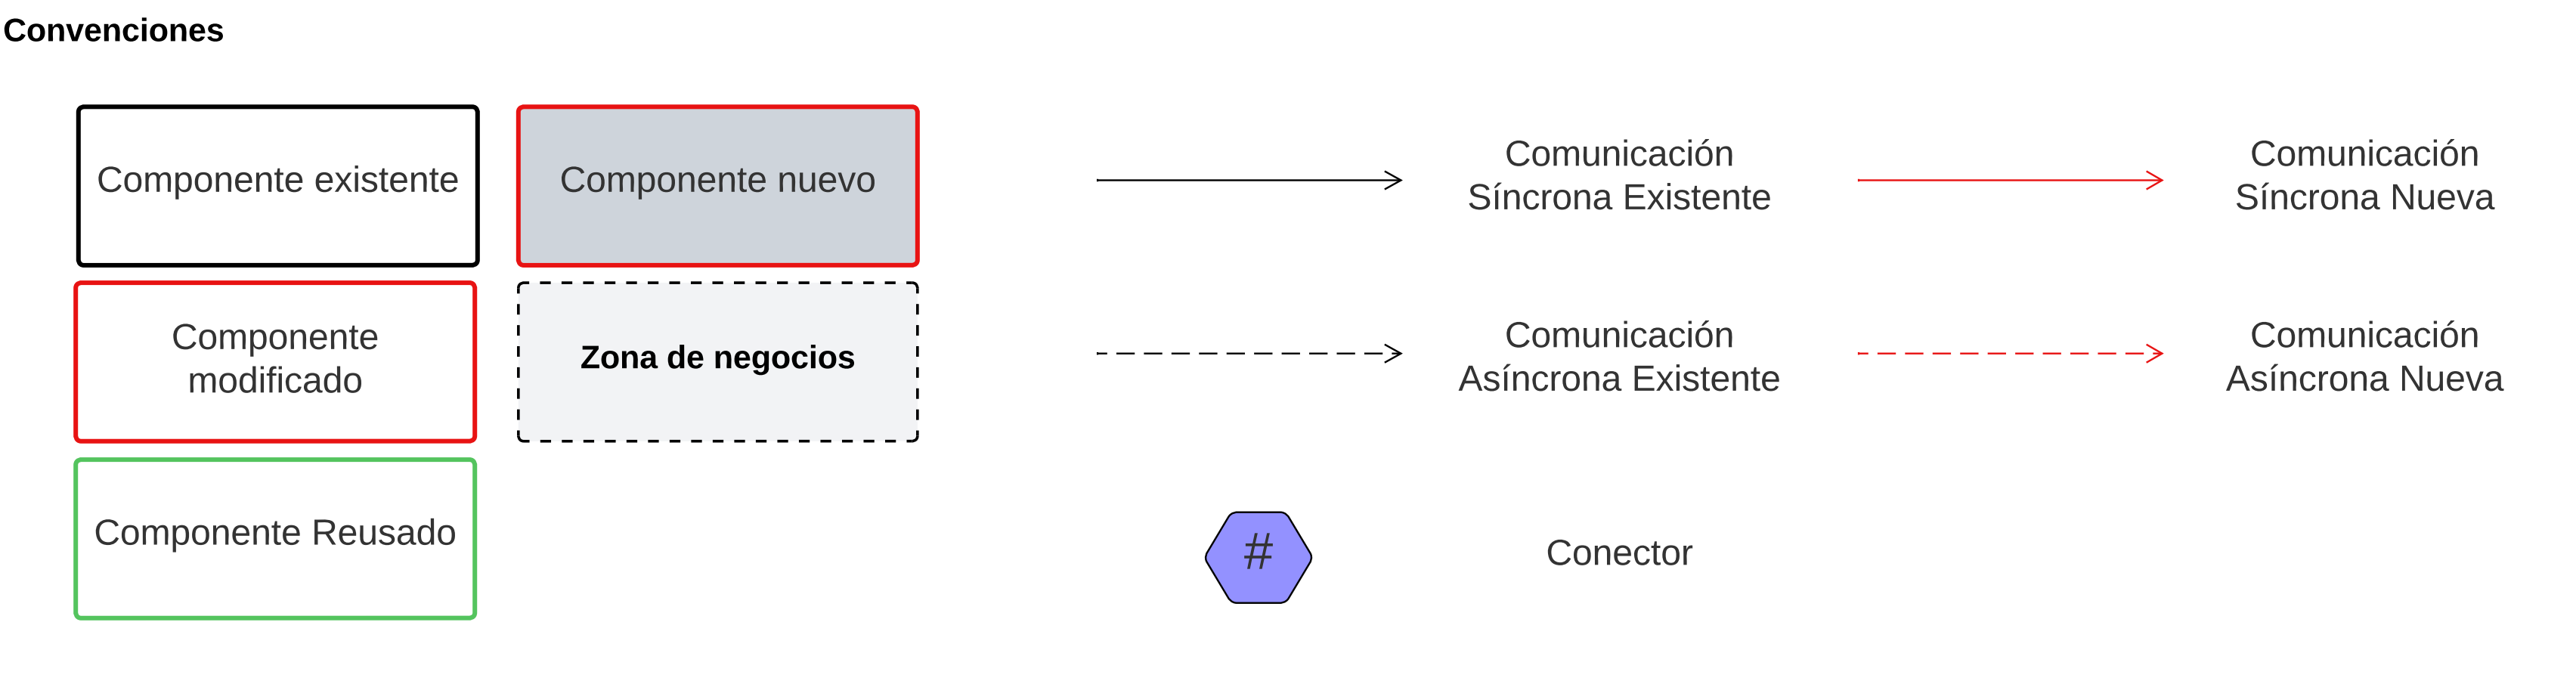 Convenciones
Componente existente
Componente nuevo
Comunicación
Síncrona Existente
Comunicación
Síncrona Nueva
Componente
modificado
Zona de negocios
Comunicación
Asíncrona Existente
Comunicación
Asíncrona Nueva
Componente Reusado
#
Conector